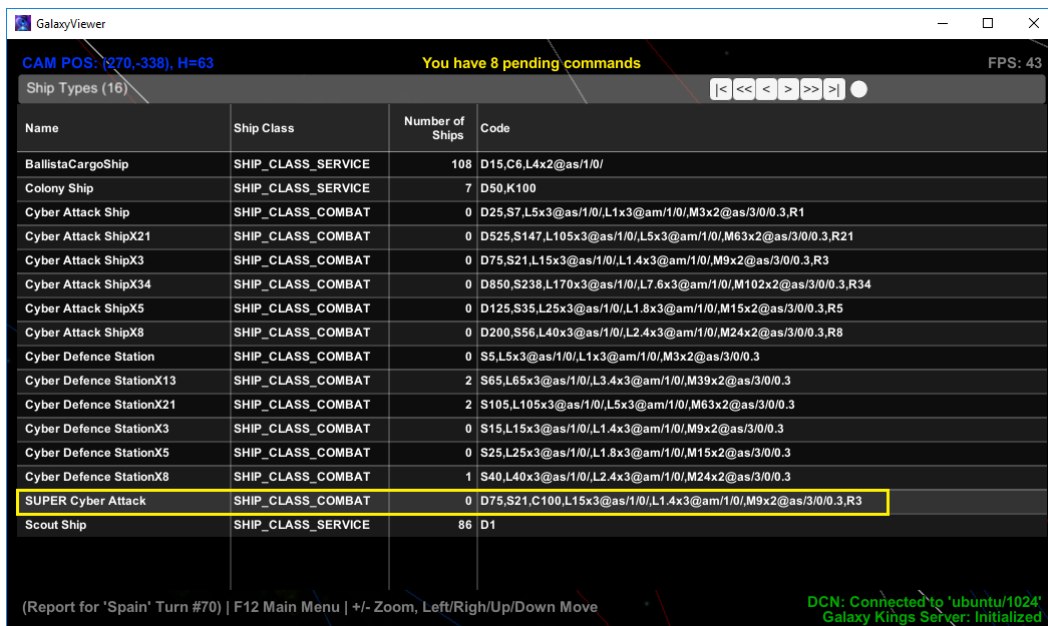 GalaxyViewer
CAM POS: (270,-338), H=63 You have 8 pending commands FPS: 43
Ship Types (16) |< << < > >> >|
Name Ship Class Number of Ships Code
BallistaCargoShip SHIP_CLASS_SERVICE 108 D15,C6,L4x2@as/1/0/
Colony Ship SHIP_CLASS_SERVICE 7 D50,K100
Cyber Attack Ship SHIP_CLASS_COMBAT 0 D25,S7,L5x3@as/1/0/,L1x3@am/1/0/,M3x2@as/3/0/0.3,R1
Cyber Attack ShipX21 SHIP_CLASS_COMBAT 0 D525,S147,L105x3@as/1/0/,L5x3@am/1/0/,M63x2@as/3/0/0.3,R21
Cyber Attack ShipX3 SHIP_CLASS_COMBAT 0 D75,S21,L15x3@as/1/0/,L1.4x3@am/1/0/,M9x2@as/3/0/0.3,R3
Cyber Attack ShipX34 SHIP_CLASS_COMBAT 0 D850,S238,L170x3@as/1/0/,L7.6x3@am/1/0/,M102x2@as/3/0/0.3,R34
Cyber Attack ShipX5 SHIP_CLASS_COMBAT 0 D125,S35,L25x3@as/1/0/,L1.8x3@am/1/0/,M15x2@as/3/0/0.3,R5
Cyber Attack ShipX8 SHIP_CLASS_COMBAT 0 D200,S56,L40x3@as/1/0/,L2.4x3@am/1/0/,M24x2@as/3/0/0.3,R8
Cyber Defence Station SHIP_CLASS_COMBAT 0 S5,L5x3@as/1/0/,L1x3@am/1/0/,M3x2@as/3/0/0.3
Cyber Defence StationX13 SHIP_CLASS_COMBAT 2 S65,L65x3@as/1/0/,L3.4x3@am/1/0/,M39x2@as/3/0/0.3
Cyber Defence StationX21 SHIP_CLASS_COMBAT 2 S105,L105x3@as/1/0/,L5x3@am/1/0/,M63x2@as/3/0/0.3
Cyber Defence StationX3 SHIP_CLASS_COMBAT 0 S15,L15x3@as/1/0/,L1.4x3@am/1/0/,M9x2@as/3/0/0.3
Cyber Defence StationX5 SHIP_CLASS_COMBAT 0 S25,L25x3@as/1/0/,L1.8x3@am/1/0/,M15x2@as/3/0/0.3
Cyber Defence StationX8 SHIP_CLASS_COMBAT 1 S40,L40x3@as/1/0/,L2.4x3@am/1/0/,M24x2@as/3/0/0.3
SUPER Cyber Attack SHIP_CLASS_COMBAT 0 D75,S21,C100,L15x3@as/1/0/,L1.4x3@am/1/0/,M9x2@as/3/0/0.3,R3
Scout Ship SHIP_CLASS_SERVICE 86 D1
(Report for 'Spain' Turn #70) | F12 Main Menu | +/- Zoom, Left/Righ/Up/Down Move
DCN: Connected to 'ubuntu/1024'
Galaxy Kings Server: Initialized